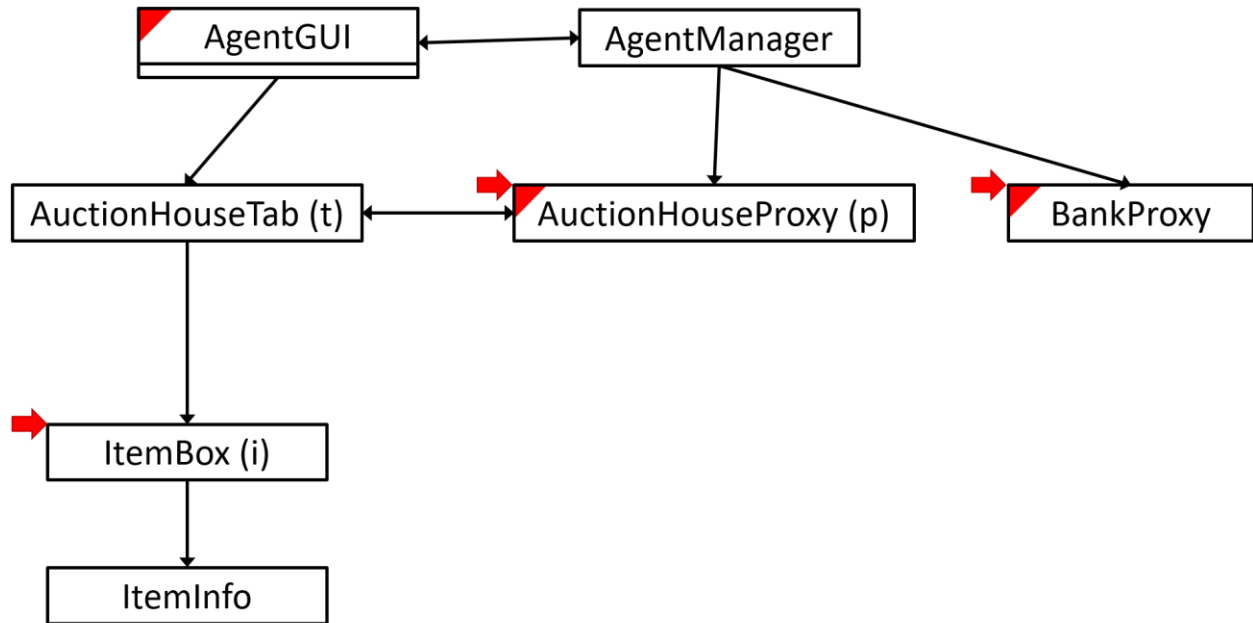 AgentGUI
AgentManager
AuctionHouseTab (t)
AuctionHouseProxy (p)
BankProxy
ItemBox (i)
ItemInfo